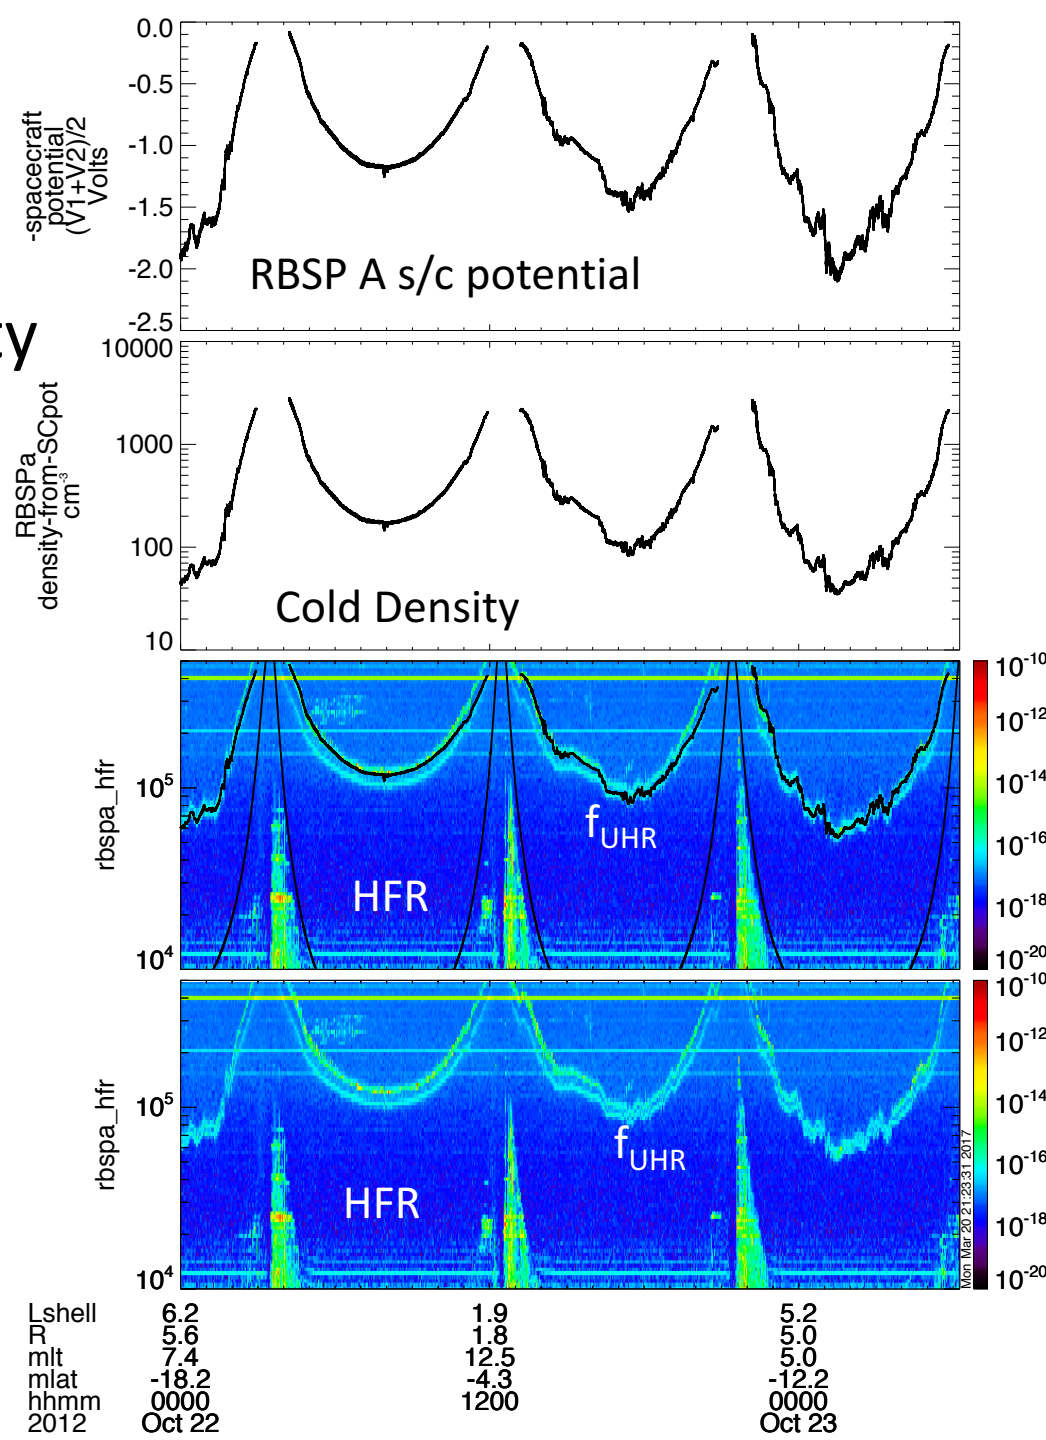 0.0
-0.5
-1.0
-1.5
-2.0
-2.5
-spacecraft
potential
(V1+V2)/2
Volts
RBSP A s/c potential
ty
10000
1000
100
10
RBSPa
density-from-SCpot
cm⁻³
Cold Density
10⁵
10⁴
rbspa_hfr
f_UHR
HFR
10⁻¹⁰
10⁻¹²
10⁻¹⁴
10⁻¹⁶
10⁻¹⁸
10⁻²⁰
10⁵
10⁴
rbspa_hfr
f_UHR
HFR
10⁻¹⁰
10⁻¹²
10⁻¹⁴
10⁻¹⁶
10⁻¹⁸
10⁻²⁰
Mon Mar 20 21:23:31 2017
Lshell 6.2 1.9 5.2
R 5.6 1.8 5.0
mlt 7.4 12.5 5.0
mlat -18.2 -4.3 -12.2
hhmm 0000 1200 0000
2012 Oct 22 Oct 23